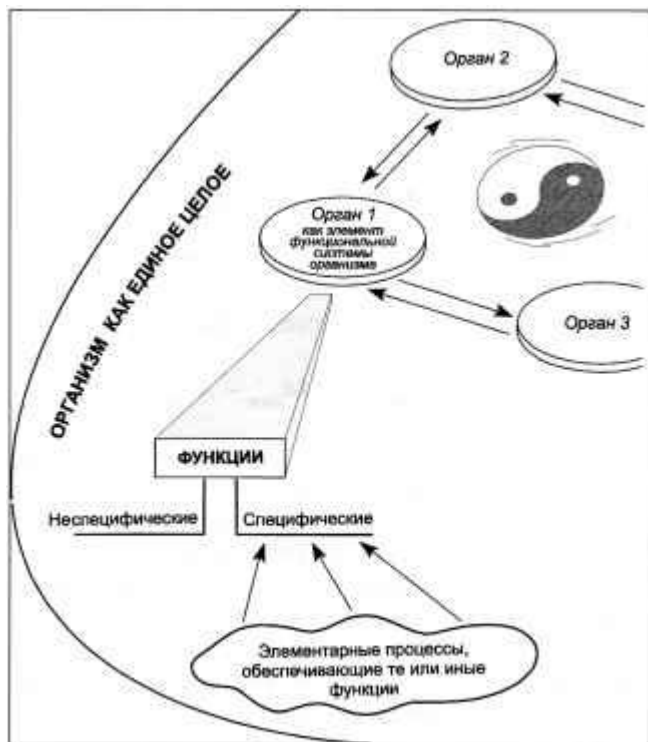 Орган 2
ОРГАНИЗМ КАК ЕДИНОЕ ЦЕЛОЕ
Орган 1
как элемент
функциональной
системы
организма
Орган 3
ФУНКЦИИ
Неспецифические
Специфические
Элементарные процессы,
обеспечивающие те или иные
функции